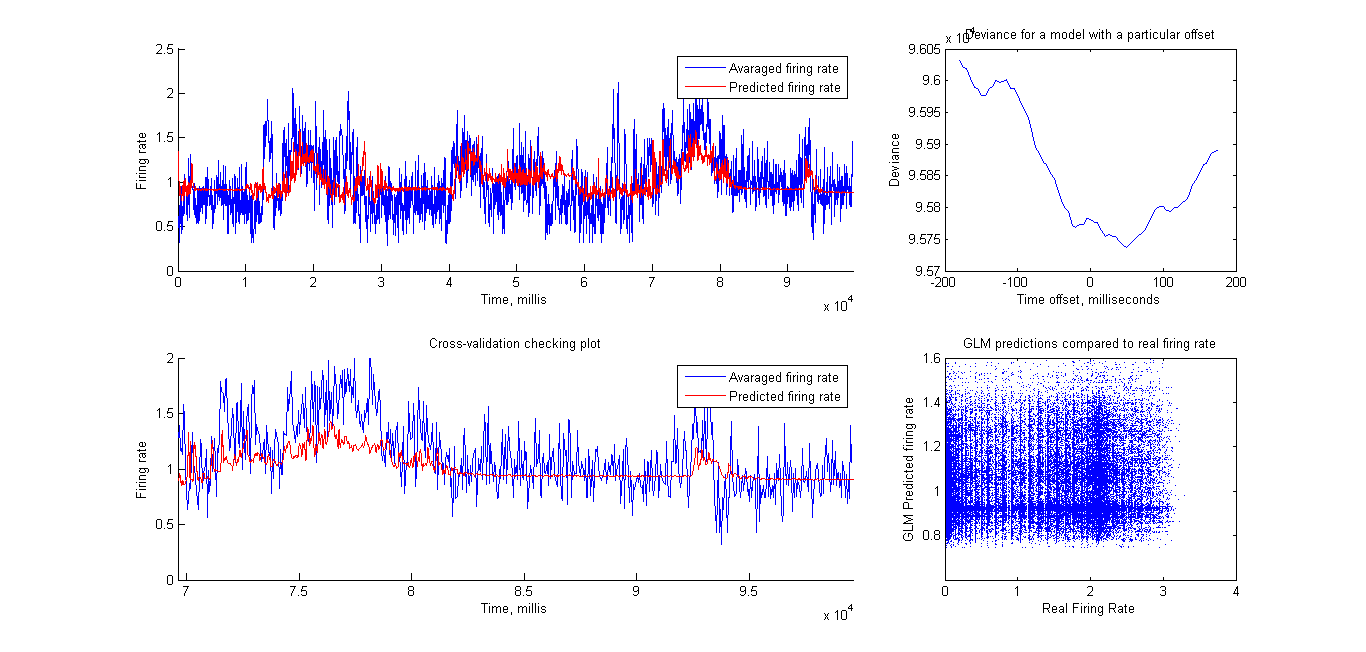 2.5
2
1.5
1
0.5
0
Firing rate
Avaraged firing rate
Predicted firing rate
0 1 2 3 4 5 6 7 8 9
Time, millis
x 10^4
x 10^4
Deviance for a model with a particular offset
9.605
9.6
9.595
9.59
9.585
9.58
9.575
9.57
Deviance
-200 -100 0 100 200
Time offset, milliseconds
Cross-validation checking plot
2
1.5
1
0.5
0
Firing rate
Avaraged firing rate
Predicted firing rate
7 7.5 8 8.5 9 9.5
Time, millis
x 10^4
GLM predictions compared to real firing rate
1.6
1.4
1.2
1
0.8
GLM Predicted firing rate
0 1 2 3 4
Real Firing Rate